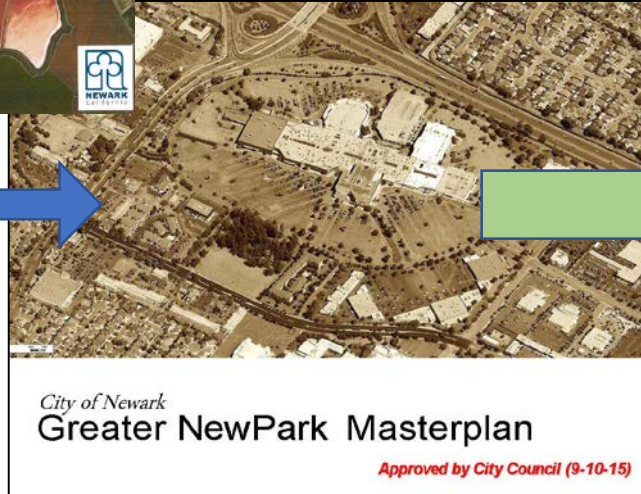 NEWARK
California
City of Newark
Greater NewPark Masterplan
Approved by City Council (9-10-15)